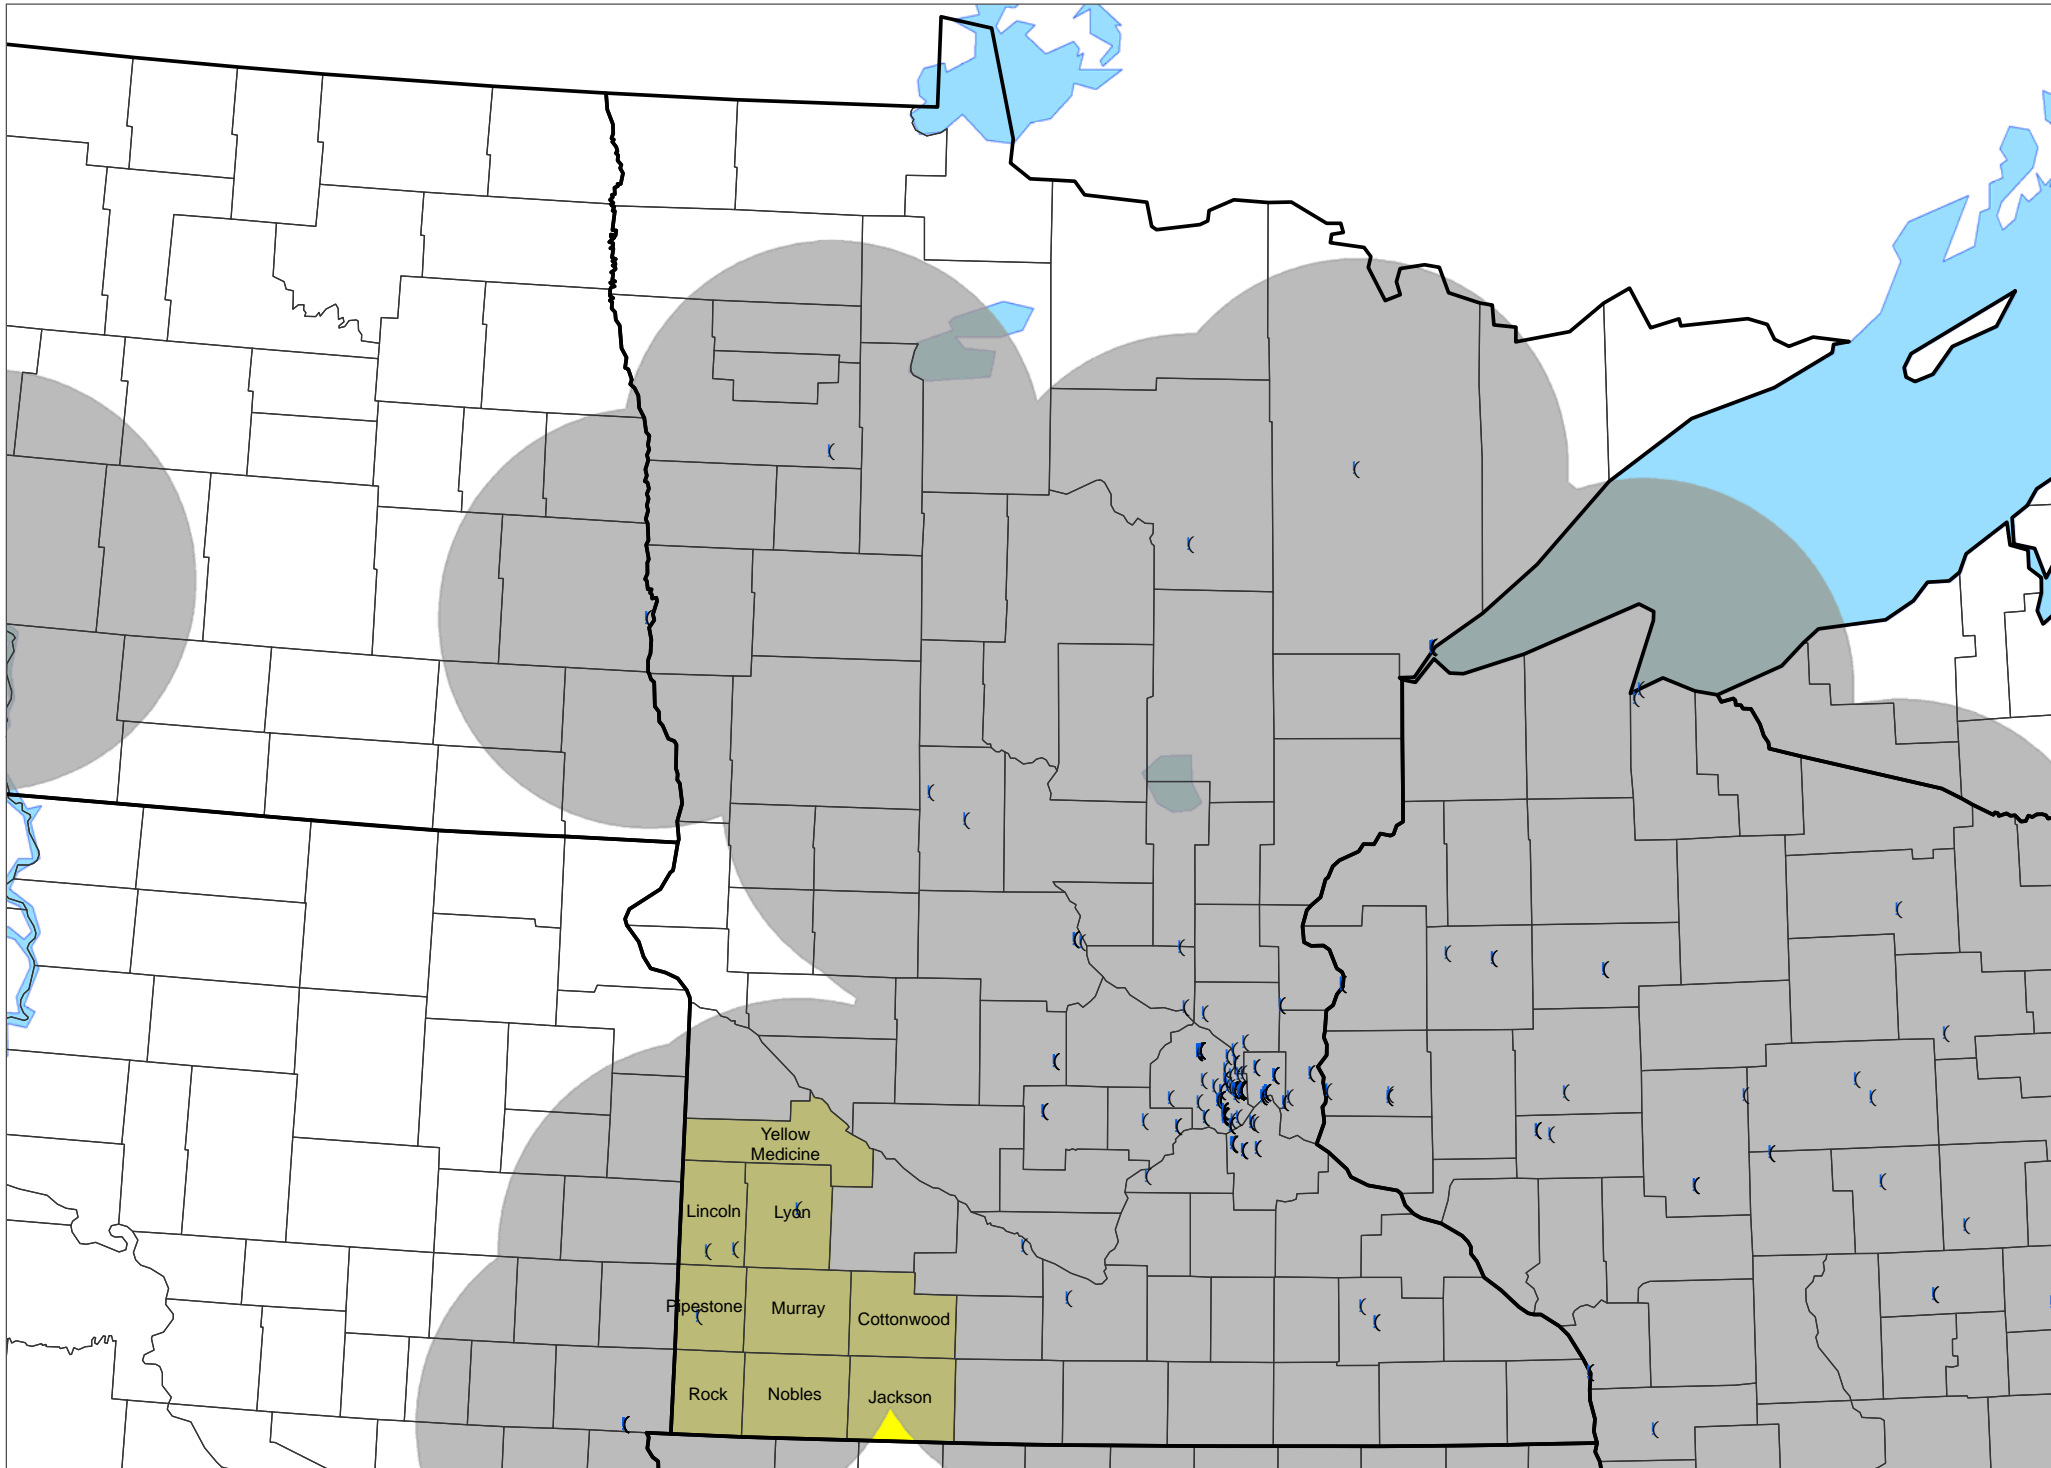 Yellow
Medicine
Lincoln
Lyon
Pipestone
Murray
Cottonwood
Rock
Nobles
Jackson